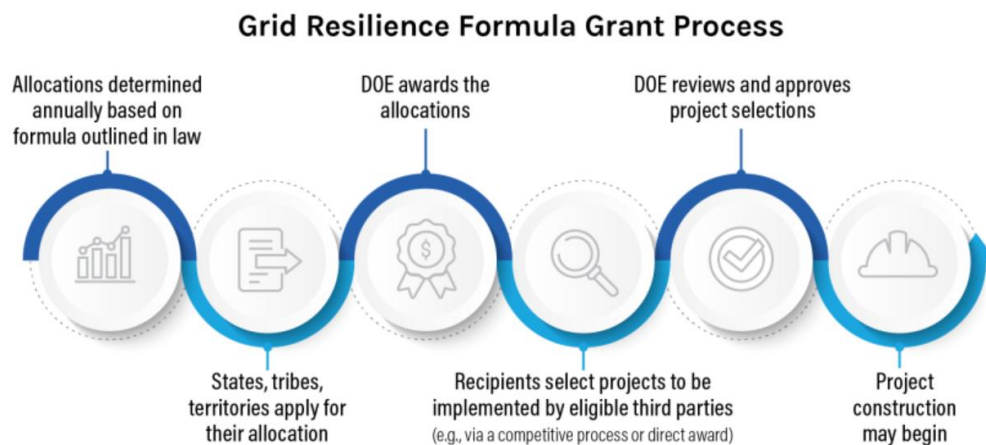 Grid Resilience Formula Grant Process
Allocations determined
annually based on
formula outlined in law
States, tribes,
territories apply for
their allocation
DOE awards the
allocations
$
Recipients select projects to be
implemented by eligible third parties
(e.g., via a competitive process or direct award)
DOE reviews and approves
project selections
Project
construction
may begin